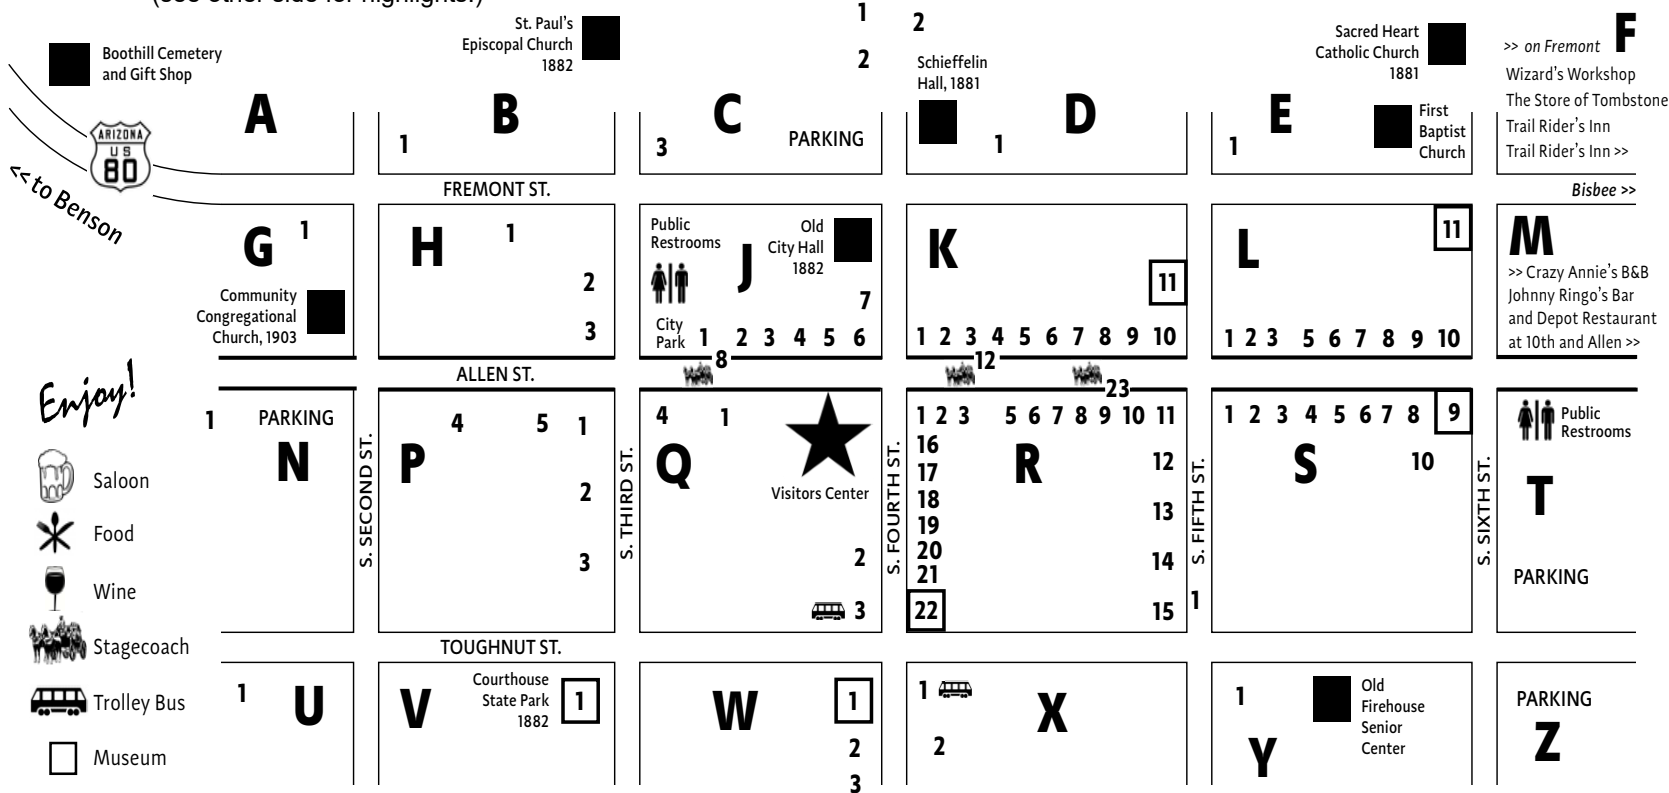 (see other side for highlights.)
Boothill Cemetery
and Gift Shop
St. Paul's
Episcopal Church
1882
1
2
2
Schieffelin
Hall, 1881
Sacred Heart
Catholic Church
1881
>> on Fremont F
Wizard's Workshop
The Store of Tombstone
Trail Rider's Inn
Trail Rider's Inn >>
A
B
1
C
3
PARKING
D
1
E
1
First
Baptist
Church
ARIZONA
US
80
<< to Benson
FREMONT ST.
Bisbee >>
G
1
Community
Congregational
Church, 1903
H
1
2
3
Public
Restrooms
J
Old
City Hall
1882
7
City
Park
1 2 3 4 5 6
8
K
11
1 2 3 4 5 6 7 8 9 10
12
L
11
1 2 3 5 6 7 8 9 10
M
>> Crazy Annie's B&B
Johnny Ringo's Bar
and Depot Restaurant
at 10th and Allen >>
ALLEN ST.
23
Enjoy!
Saloon
Food
Wine
Stagecoach
Trolley Bus
Museum
1
PARKING
N
S. SECOND ST.
4
5
1
P
2
3
S. THIRD ST.
4
1
Q
Visitors Center
2
3
S. FOURTH ST.
1 2 3 5 6 7 8 9 10 11
16
17
18
19
20
21
22
R
12
13
14
15
S. FIFTH ST.
1
1 2 3 4 5 6 7 8 9
S
10
S. SIXTH ST.
Public
Restrooms
T
PARKING
TOUGHNUT ST.
1
U
V
Courthouse
State Park
1882
1
W
1
2
3
1
X
2
1
Y
Old
Firehouse
Senior
Center
PARKING
Z